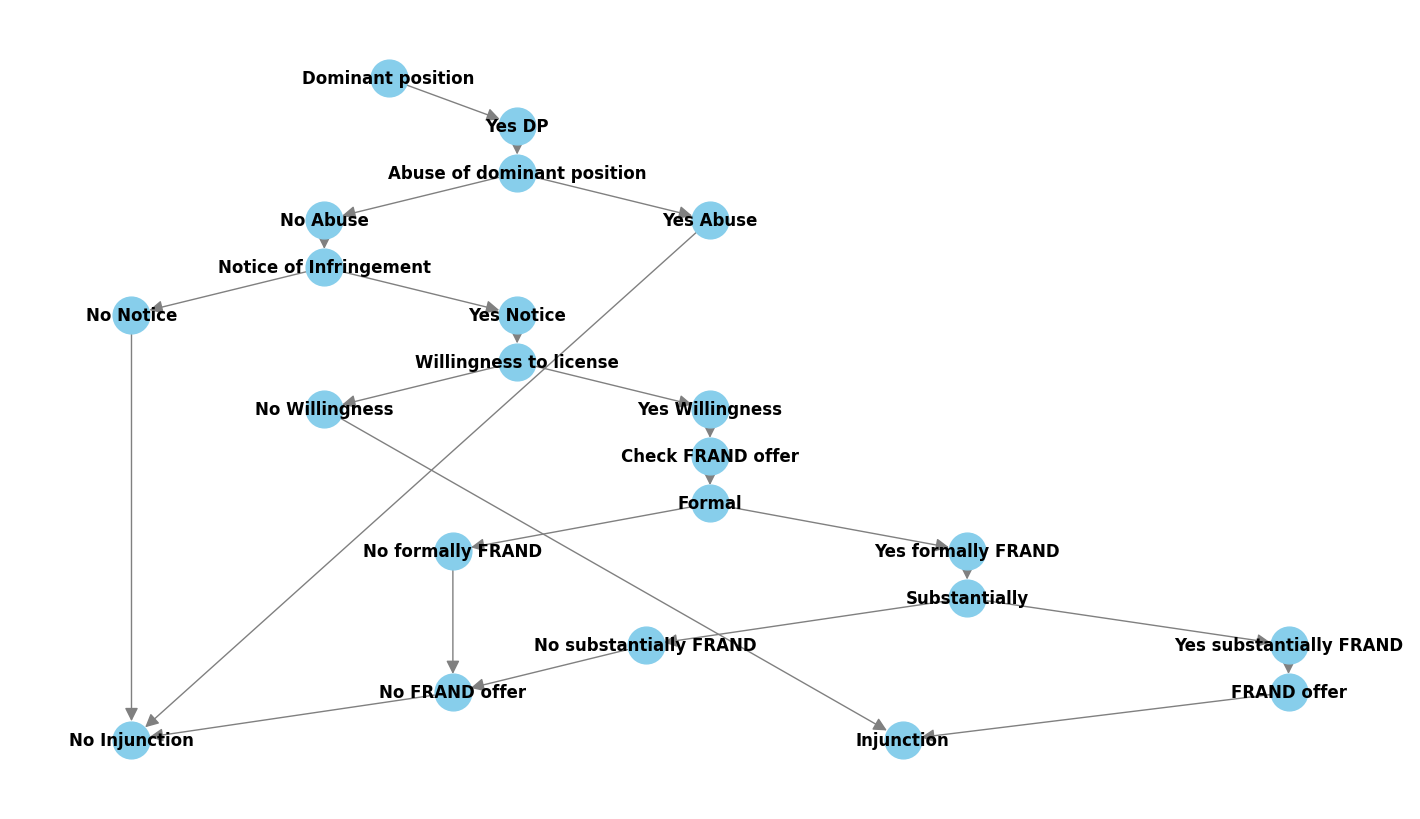 Dominant position
Yes DP
Abuse of dominant position
No Abuse
Yes Abuse
Notice of Infringement
No Notice
Yes Notice
Willingness to license
No Willingness
Yes Willingness
Check FRAND offer
Formal
No formally FRAND
Yes formally FRAND
Substantially
No substantially FRAND
Yes substantially FRAND
No FRAND offer
FRAND offer
No Injunction
Injunction